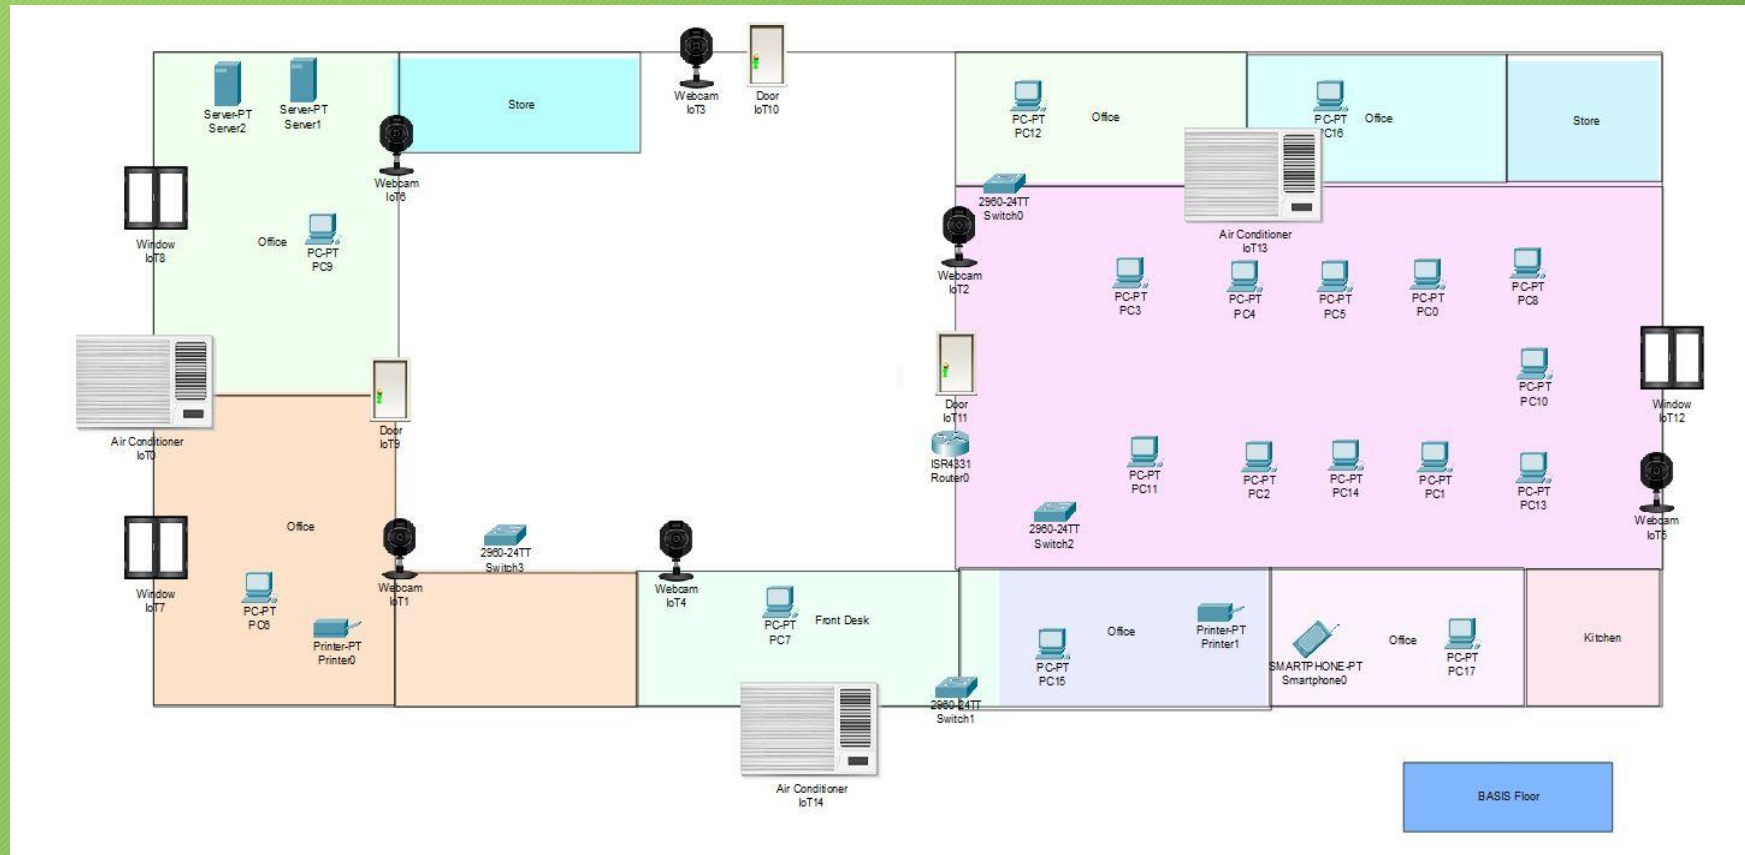 Server-PT
Server2
Server-PT
Server1
Store
Webcam
IoT3
Door
IoT10
PC-PT
PC12
Office
PC-PT
PC16
Office
Store
Webcam
IoT6
2960-24TT
Switch0
Window
IoT8
Office
PC-PT
PC9
Air Conditioner
IoT13
Webcam
IoT2
PC-PT
PC3
PC-PT
PC4
PC-PT
PC5
PC-PT
PC0
PC-PT
PC8
Air Conditioner
IoT0
Door
IoT9
Door
IoT11
PC-PT
PC10
Window
IoT12
ISR4331
Router0
PC-PT
PC11
PC-PT
PC2
PC-PT
PC14
PC-PT
PC1
PC-PT
PC13
Webcam
IoT5
Office
2960-24TT
Switch3
2960-24TT
Switch2
Window
IoT7
PC-PT
PC6
Webcam
IoT1
Webcam
IoT4
Printer-PT
Printer0
PC-PT
PC7
Front Desk
PC-PT
PC15
Office
Printer-PT
Printer1
SMARTPHONE-PT
Smartphone0
Office
PC-PT
PC17
Kitchen
2960-24TT
Switch1
Air Conditioner
IoT14
BASIS Floor